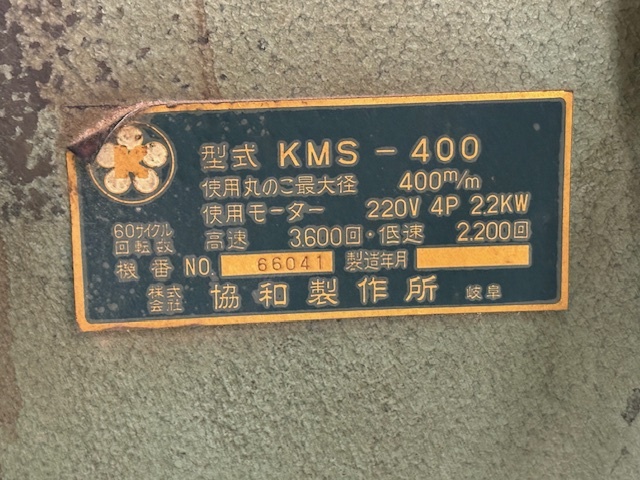 K
型式 KMS－400
使用丸のこ最大径 400m/m
使用モーター 220V 4P 2.2KW
60サイクル回転数 高速 3.600回・低速 2.200回
機番 NO. 66041 製造年月
株式会社 協和製作所 岐阜